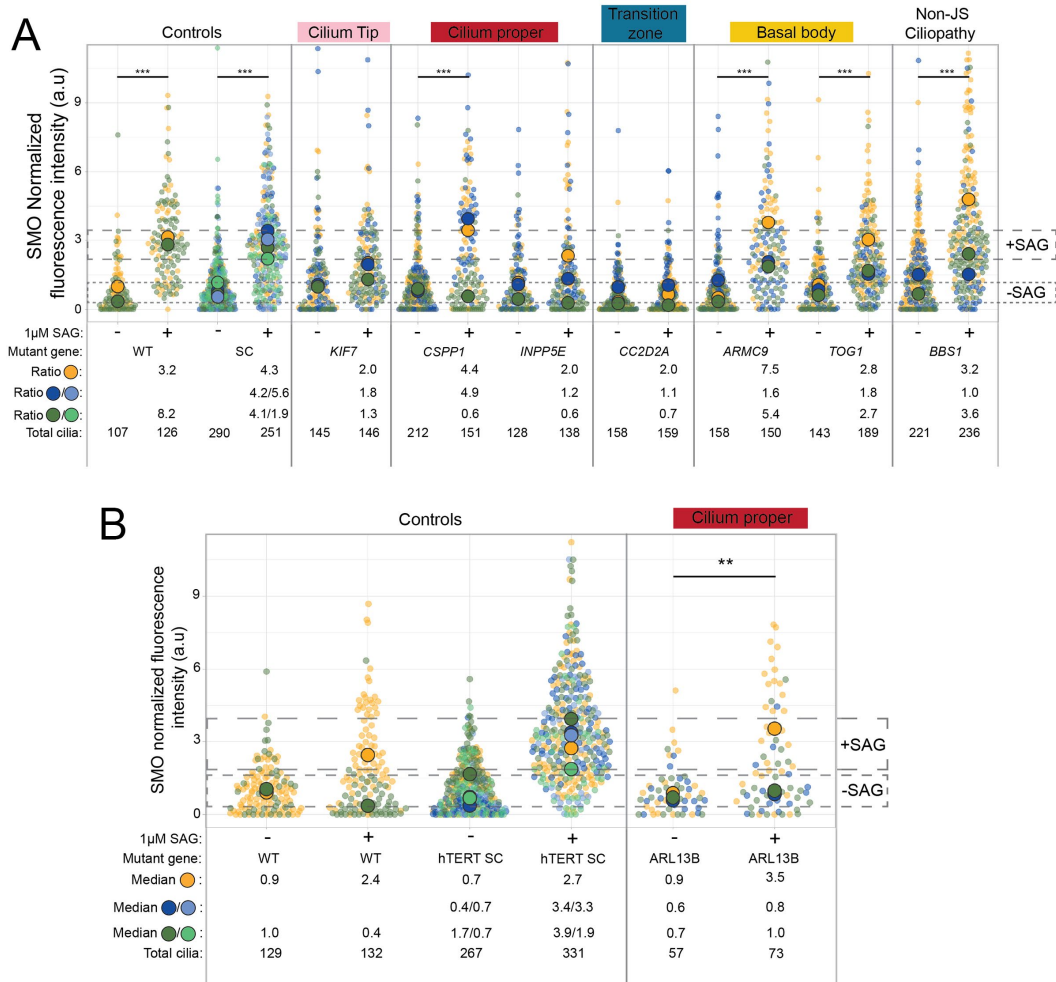 A
Controls
Cilium Tip
Cilium proper
Transition zone
Basal body
Non-JS Ciliopathy
SMO Normalized fluorescence intensity (a.u)
9
6
3
0
*** *** *** *** *** ***
+SAG
-SAG
1µM SAG: - + - + - + - + - + - + - + - + - +
Mutant gene: WT SC KIF7 CSPP1 INPP5E CC2D2A ARMC9 TOG1 BBS1
Ratio : 3.2 4.3 2.0 4.4 2.0 2.0 7.5 2.8 3.2
Ratio / : 4.2/5.6 1.8 4.9 1.2 1.1 1.6 1.8 1.0
Ratio / : 8.2 4.1/1.9 1.3 0.6 0.6 0.7 5.4 2.7 3.6
Total cilia: 107 126 290 251 145 146 212 151 128 138 158 159 158 150 143 189 221 236
B
Controls
Cilium proper
SMO normalized fluorescence intensity (a.u)
9
6
3
0
**
+SAG
-SAG
1µM SAG: - + - + - +
Mutant gene: WT WT hTERT SC hTERT SC ARL13B ARL13B
Median : 0.9 2.4 0.7 2.7 0.9 3.5
Median / : 0.4/0.7 3.4/3.3 0.6 0.8
Median / : 1.0 0.4 1.7/0.7 3.9/1.9 0.7 1.0
Total cilia: 129 132 267 331 57 73